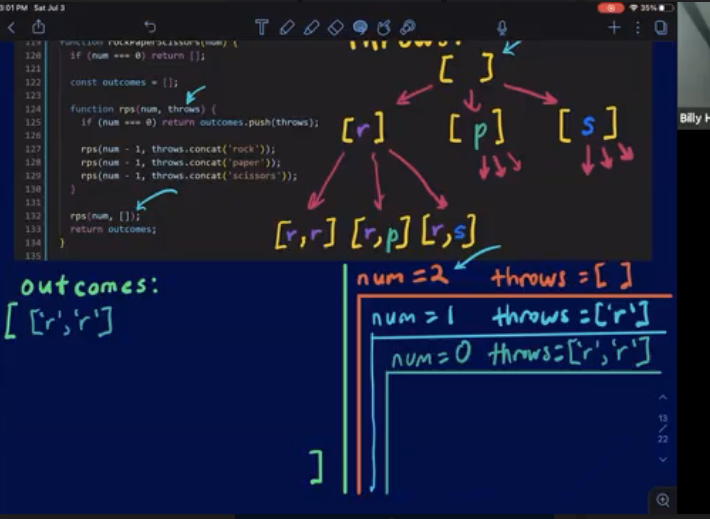 3:01 PM Sat Jul 3
35%
119 function rockPaperScissors(num) {
120 if (num === 0) return [];
121
122 const outcomes = [];
123
124 function rps(num, throws) {
125 if (num === 0) return outcomes.push(throws);
126
127 rps(num - 1, throws.concat('rock'));
128 rps(num - 1, throws.concat('paper'));
129 rps(num - 1, throws.concat('scissors'));
130 }
131
132 rps(num, []);
133 return outcomes;
134 }
135
throws:
[ ]
[r] [p] [s]
[r,r] [r,p] [r,s]
outcomes:
[ ['r','r']
]
num = 2 throws = [ ]
num = 1 throws = ['r']
num = 0 throws = ['r','r']
13
/
22
Billy H